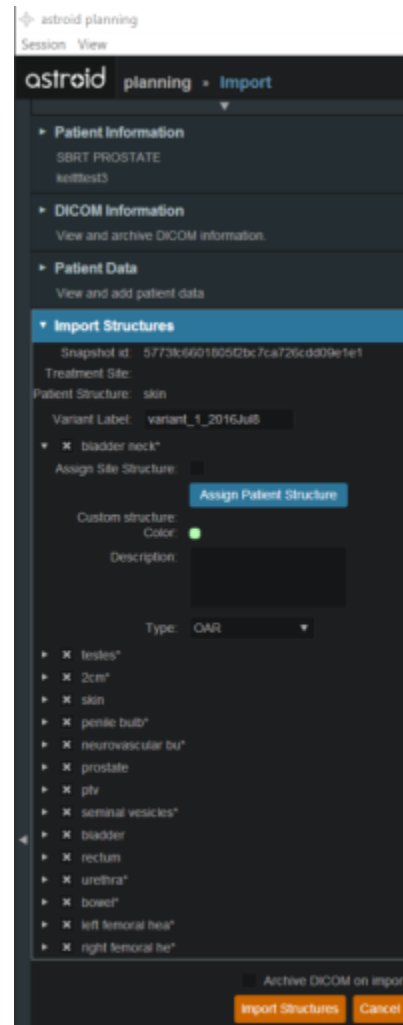 astroid planning
Session View
astroid planning Import
Patient Information
SBRT PROSTATE
keitttest3
DICOM Information
View and archive DICOM information.
Patient Data
View and add patient data
Import Structures
Snapshot id:
Treatment Site:
Patient Structure: skin
Variant Label: variant_1_2016Jul8
bladder neck*
Assign Site Structure:
Assign Patient Structure
Custom structure:
Color:
Description:
Type: OAR
testes*
2cm*
skin
penile bulb*
neurovascular bu*
prostate
ptv
seminal vesicles*
bladder
rectum
urethra*
bowel*
left femoral hea*
right femoral he*
Archive DICOM on impor
Import Structures Cancel